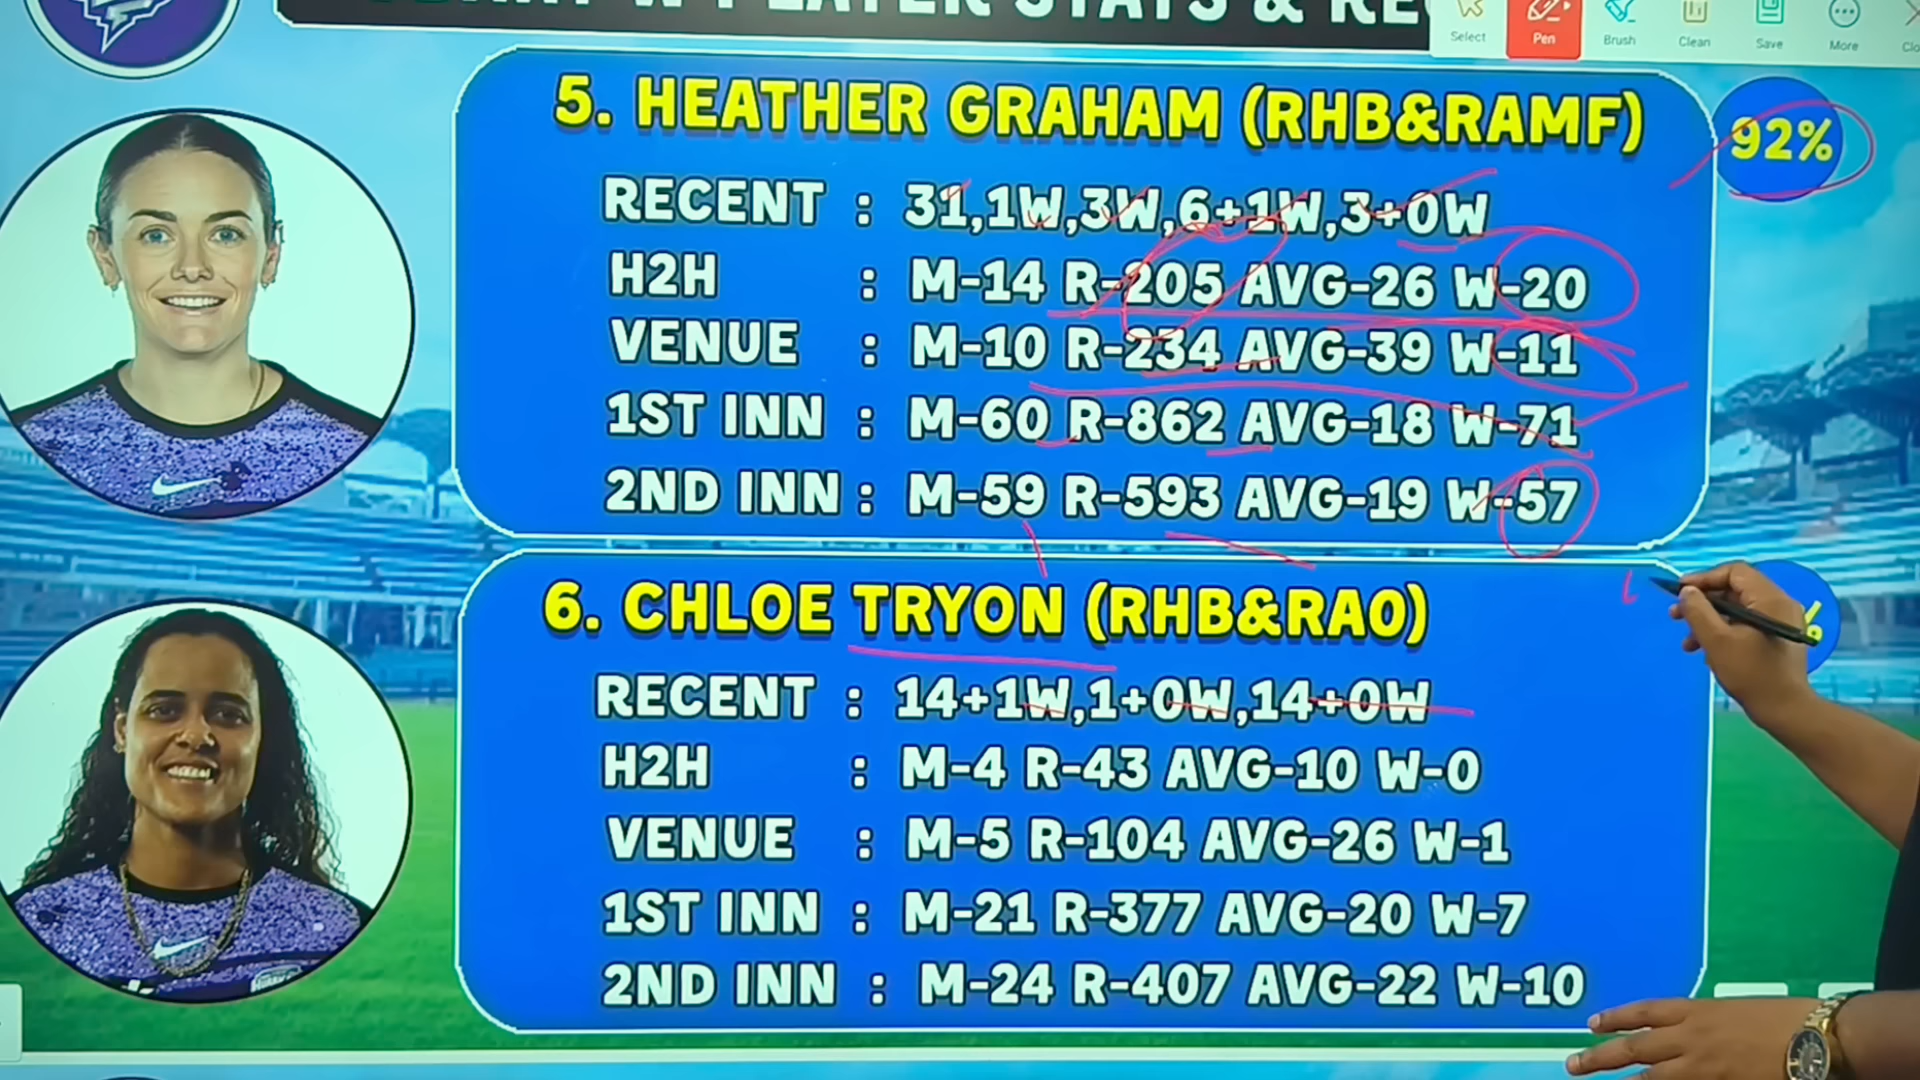 PLAYER STATS & RE
Select
Pen
Brush
Clean
Save
More
Clo
5. HEATHER GRAHAM (RHB&RAMF)
92%
RECENT : 31,1W,3W,6+1W,3+0W
H2H : M-14 R-205 AVG-26 W-20
VENUE : M-10 R-234 AVG-39 W-11
1ST INN : M-60 R-862 AVG-18 W-71
2ND INN : M-59 R-593 AVG-19 W-57
6. CHLOE TRYON (RHB&RAO)
%
RECENT : 14+1W,1+0W,14+0W
H2H : M-4 R-43 AVG-10 W-0
VENUE : M-5 R-104 AVG-26 W-1
1ST INN : M-21 R-377 AVG-20 W-7
2ND INN : M-24 R-407 AVG-22 W-10